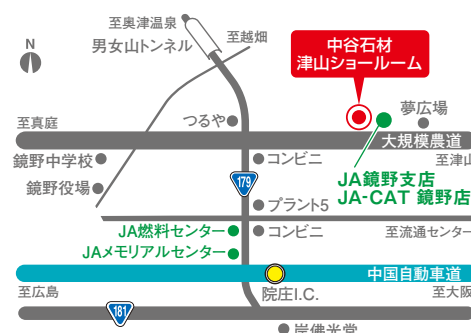 至奥津温泉
男女山トンネル
至越畑
N
中谷石材
津山ショールーム
つるや
夢広場
至真庭
大規模農道
鏡野中学校
コンビニ
至津山
鏡野役場
179
JA鏡野支店
JA-CAT 鏡野店
プラント5
JA燃料センター
コンビニ
至流通センター
JAメモリアルセンター
中国自動車道
至広島
院庄I.C.
至大阪
181
岸佛光堂